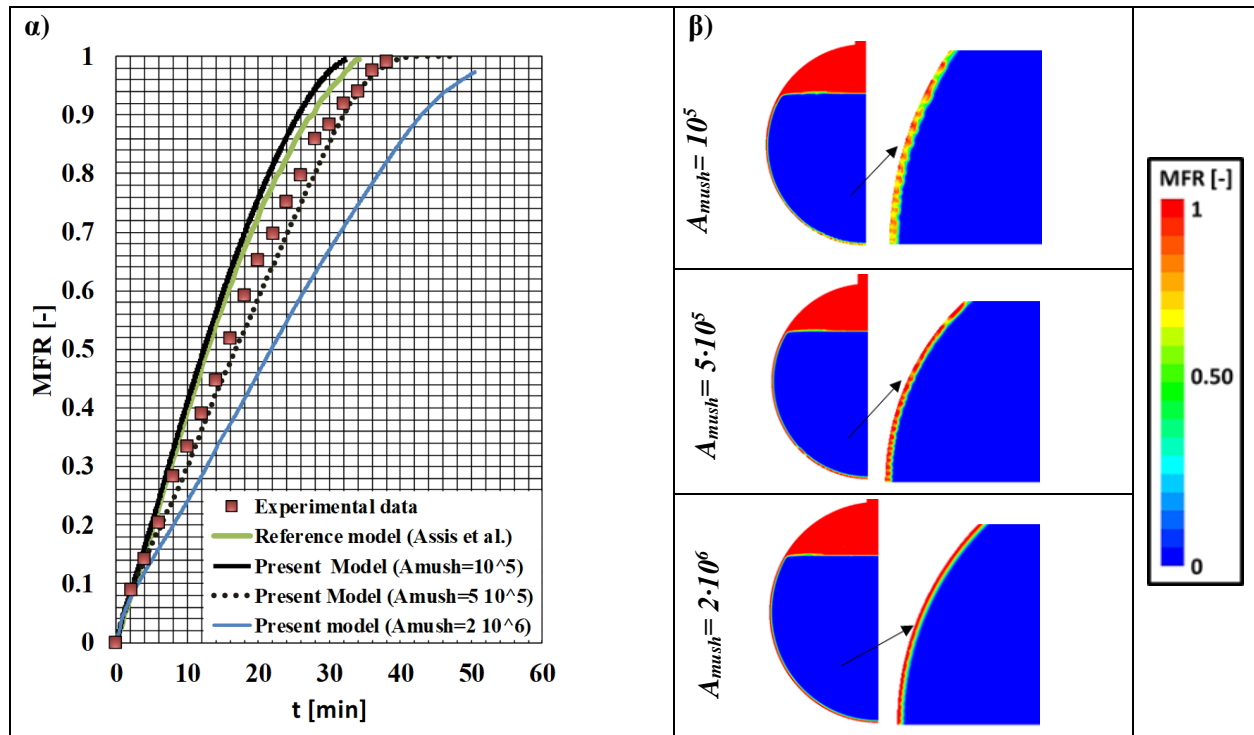 α)
1
0.9
0.8
0.7
0.6
0.5
0.4
0.3
0.2
0.1
0
MFR [-]
0 10 20 30 40 50 60
t [min]
Experimental data
Reference model (Assis et al.)
Present Model (Amush=10^5)
Present Model (Amush=5 10^5)
Present model (Amush=2 10^6)
β)
Amush= 10⁵
Amush= 5·10⁵
Amush= 2·10⁶
MFR [-]
1
0.50
0